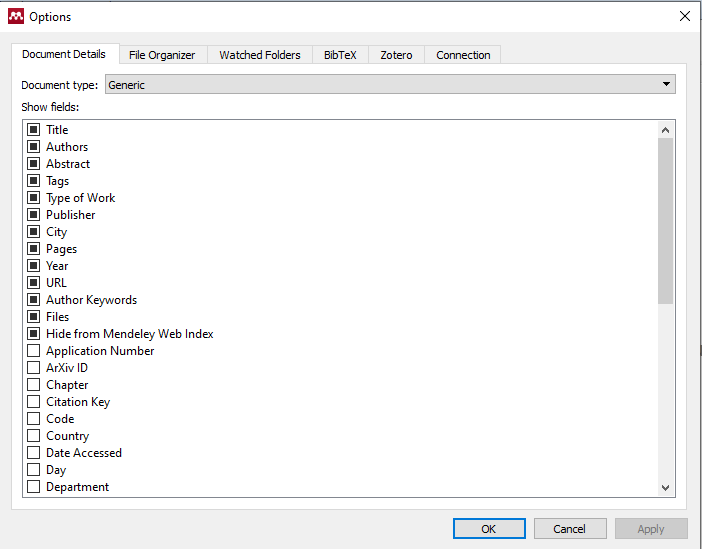 Options
Document Details File Organizer Watched Folders BibTeX Zotero Connection
Document type: Generic
Show fields:
Title
Authors
Abstract
Tags
Type of Work
Publisher
City
Pages
Year
URL
Author Keywords
Files
Hide from Mendeley Web Index
Application Number
ArXiv ID
Chapter
Citation Key
Code
Country
Date Accessed
Day
Department
OK Cancel Apply